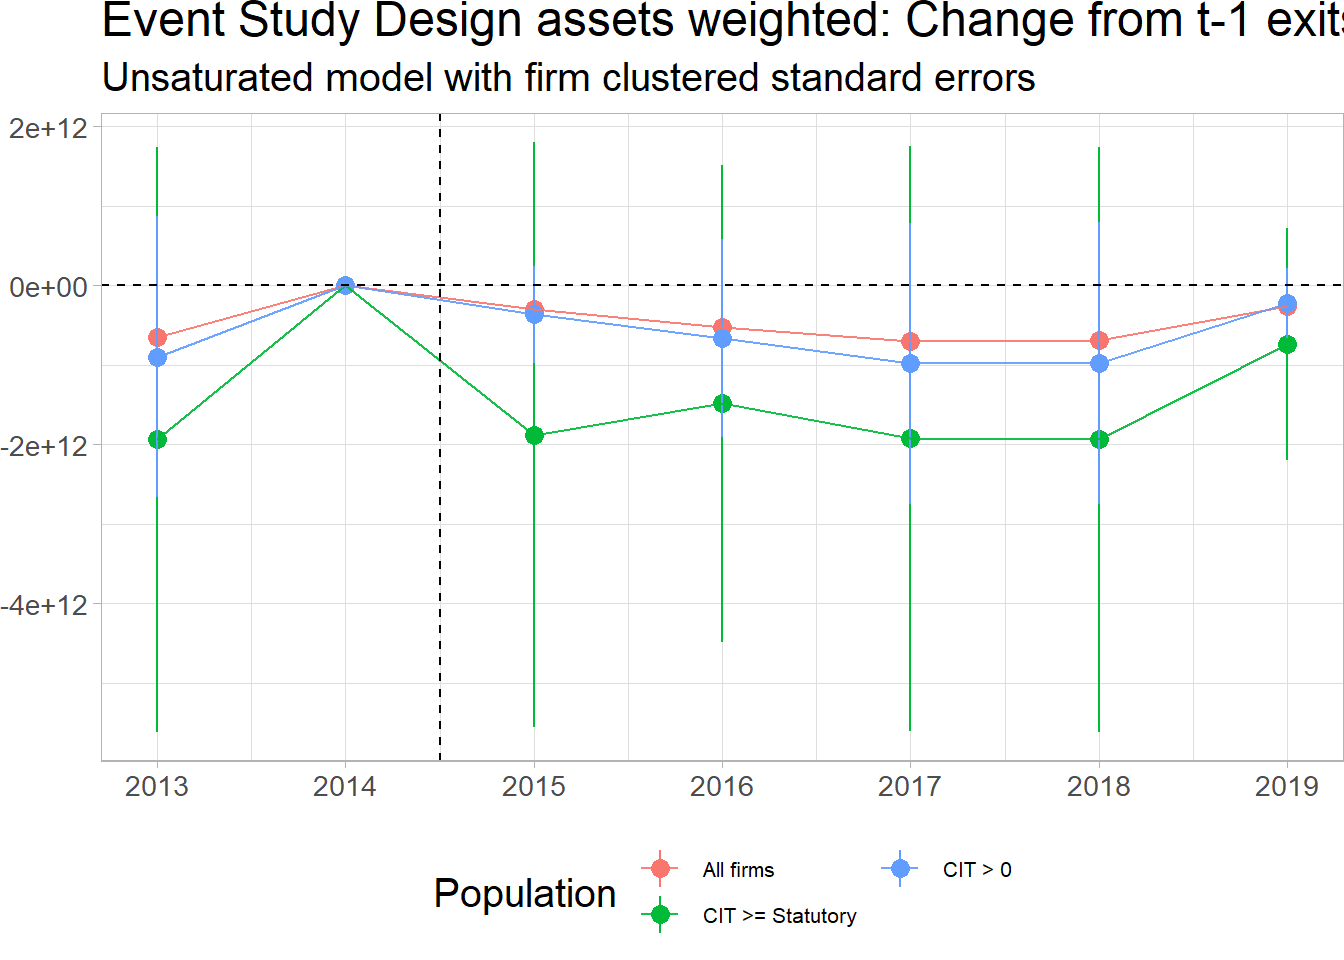 Event Study Design assets weighted: Change from t-1 exits
Unsaturated model with firm clustered standard errors
2e+12
0e+00
-2e+12
-4e+12
2013 2014 2015 2016 2017 2018 2019
Population
All firms
CIT > 0
CIT >= Statutory